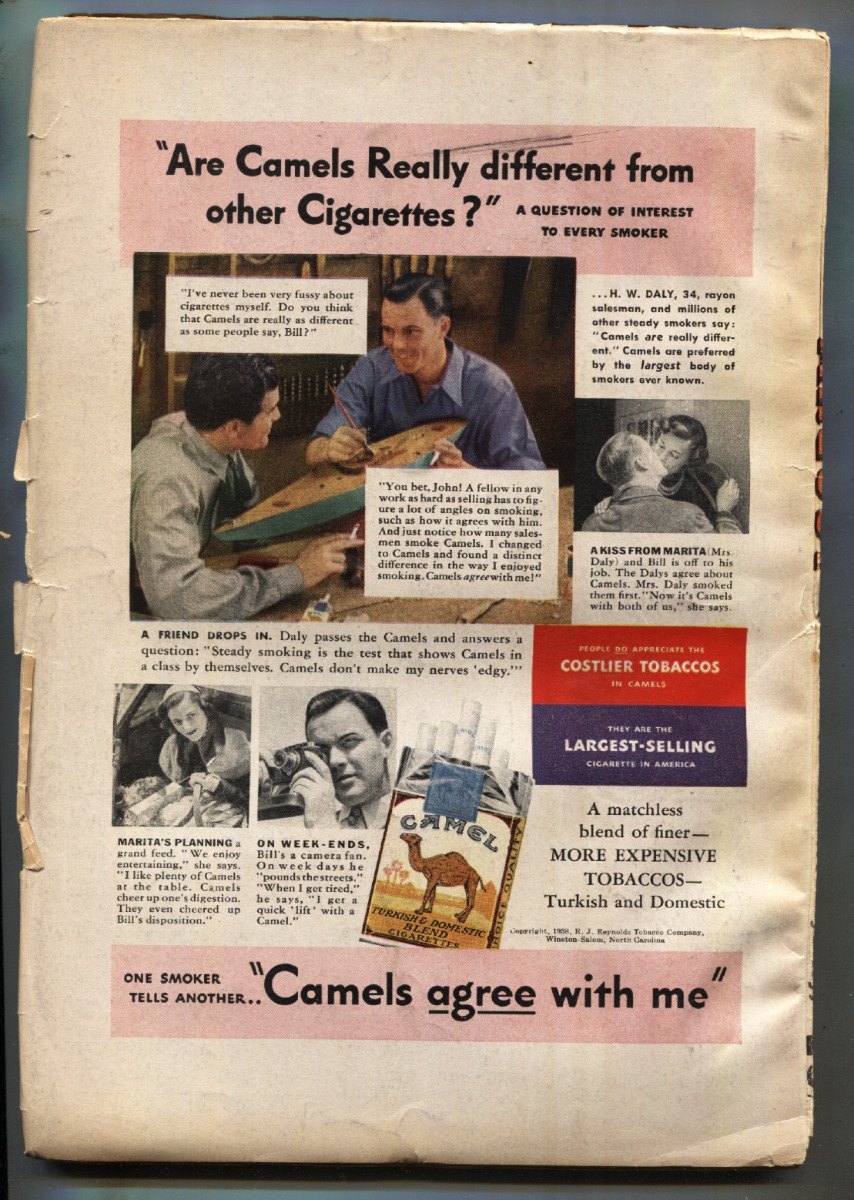 "Are Camels Really different from
other Cigarettes?"
A QUESTION OF INTEREST
TO EVERY SMOKER
"I've never been very fussy about
cigarettes myself. Do you think
that Camels are really as different
as some people say, Bill?"
"You bet, John! A fellow in any
work as hard as selling has to fig-
ure a lot of angles on smoking,
such as how it agrees with him.
And just notice how many sales-
men smoke Camels. I changed
to Camels and found a distinct
difference in the way I enjoyed
smoking. Camels agree with me!"
...H. W. DALY, 34, rayon
salesman, and millions of
other steady smokers say:
"Camels are really differ-
ent." Camels are preferred
by the largest body of
smokers ever known.
A KISS FROM MARITA (Mrs.
Daly) and Bill is off to his
job. The Dalys agree about
Camels. Mrs. Daly smoked
them first. "Now it's Camels
with both of us," she says.
A FRIEND DROPS IN. Daly passes the Camels and answers a
question: "Steady smoking is the test that shows Camels in
a class by themselves. Camels don't make my nerves 'edgy.'"
PEOPLE DO APPRECIATE THE
COSTLIER TOBACCOS
IN CAMELS
THEY ARE THE
LARGEST-SELLING
CIGARETTE IN AMERICA
MARITA'S PLANNING a
grand feed. "We enjoy
entertaining," she says.
"I like plenty of Camels
at the table. Camels
cheer up one's digestion.
They even cheered up
Bill's disposition."
ON WEEK-ENDS,
Bill's a camera fan.
On week days he
"pounds the streets."
"When I get tired,"
he says, "I get a
quick 'lift' with a
Camel."
CAMEL
TURKISH & DOMESTIC
BLEND
CIGARETTES
CHOICE QUALITY
A matchless
blend of finer—
MORE EXPENSIVE
TOBACCOS—
Turkish and Domestic
Copyright, 1938, R. J. Reynolds Tobacco Company,
Winston-Salem, North Carolina
ONE SMOKER
TELLS ANOTHER..
"Camels agree with me"